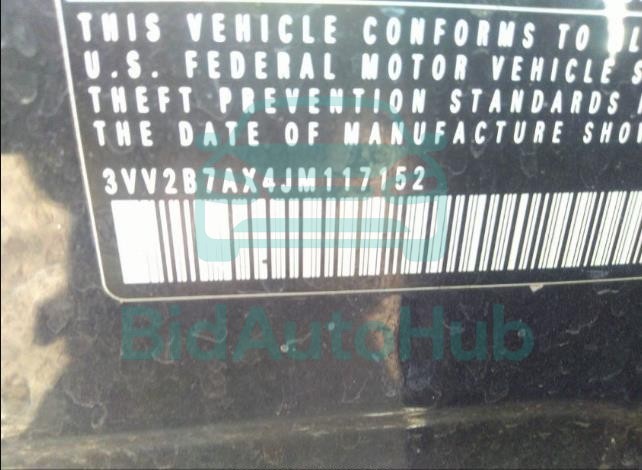 THIS VEHICLE CONFORMS TO
U.S. FEDERAL MOTOR VEHICLE
THEFT PREVENTION STANDARDS
THE DATE OF MANUFACTURE
3VV2B7AX4JM117152
BidAutoHub